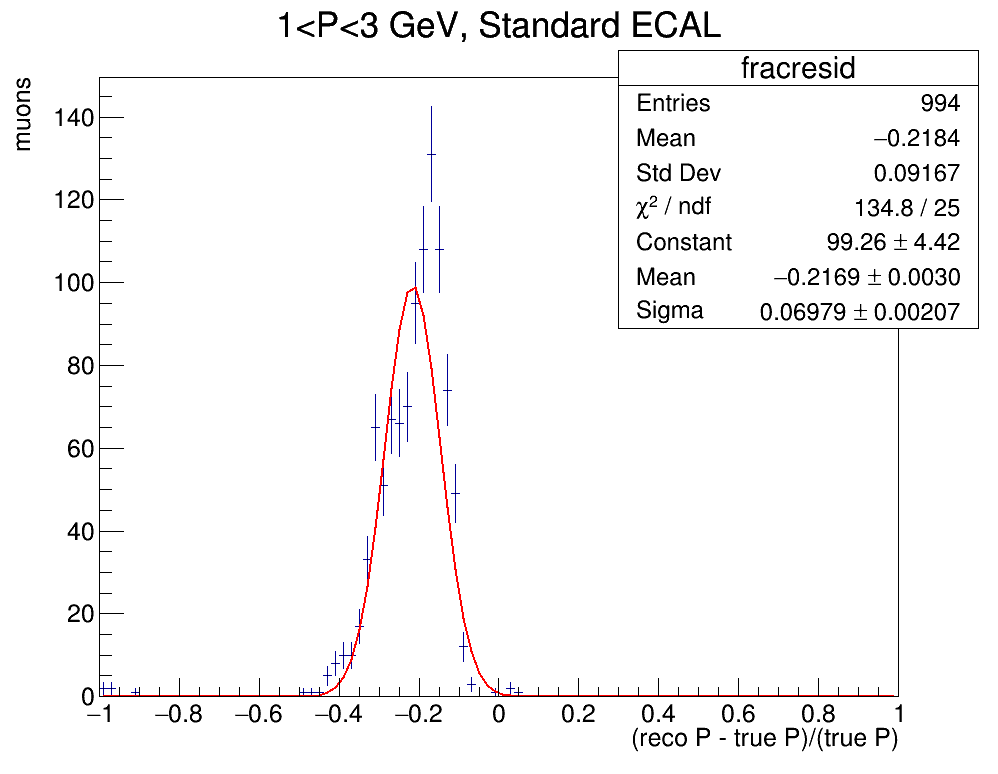 1<P<3 GeV, Standard ECAL
muons
fracresid
Entries 994
Mean −0.2184
Std Dev 0.09167
χ² / ndf 134.8 / 25
Constant 99.26 ± 4.42
Mean −0.2169 ± 0.0030
Sigma 0.06979 ± 0.00207
140
120
100
80
60
40
20
0
−1 −0.8 −0.6 −0.4 −0.2 0 0.2 0.4 0.6 0.8 1
(reco P - true P)/(true P)